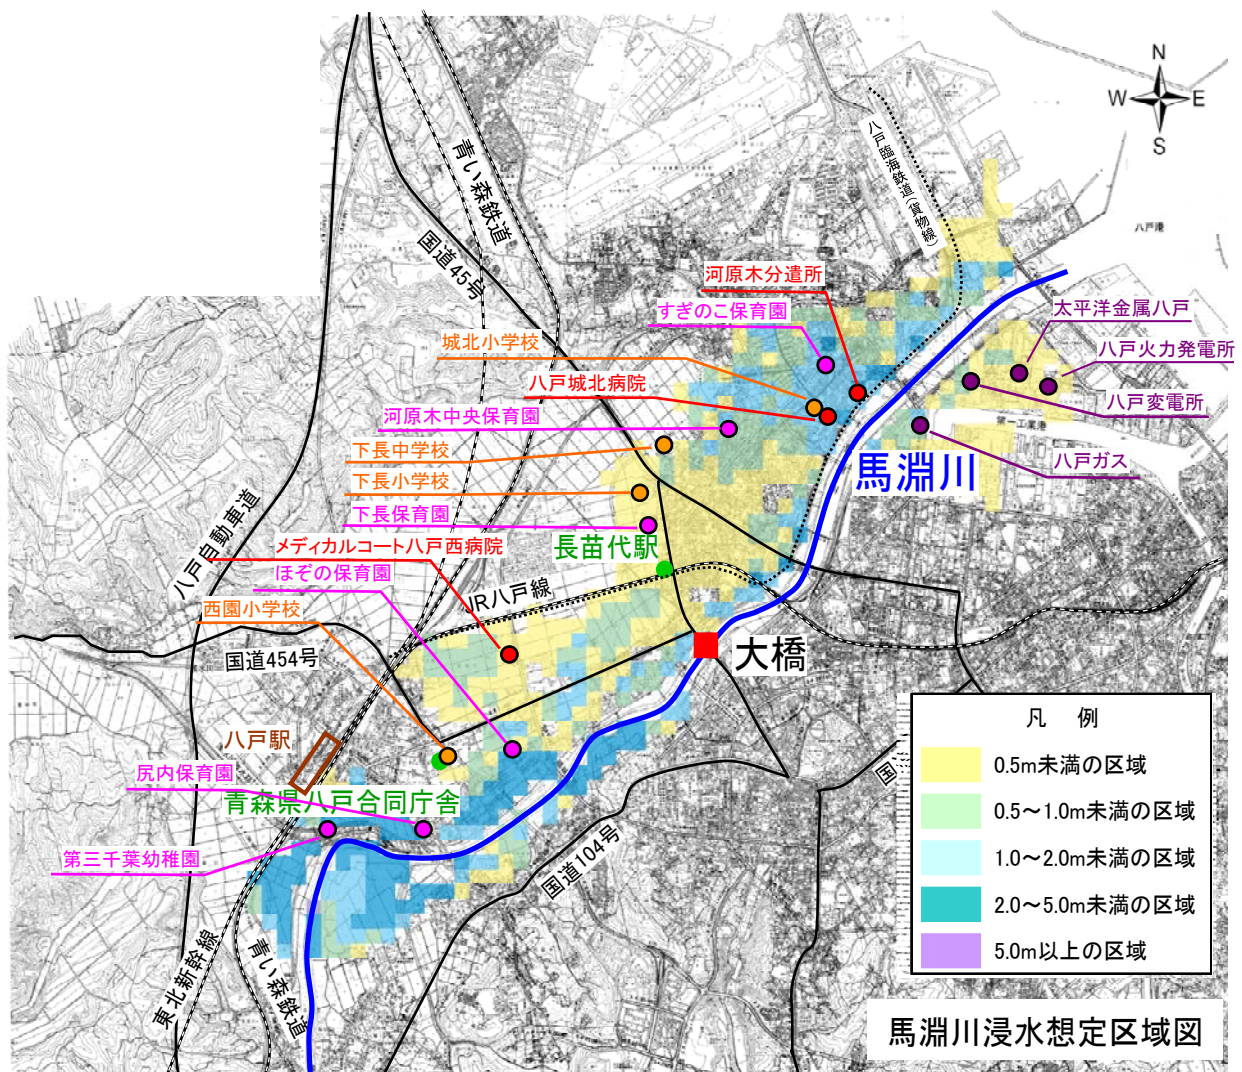 N
W
E
S
八戸臨海鉄道(貨物線)
八戸港
青い森鉄道
国道45号
河原木分遣所
すぎのこ保育園
太平洋金属八戸
城北小学校
八戸火力発電所
八戸城北病院
八戸変電所
河原木中央保育園
第一工業港
下長中学校
馬淵川
八戸ガス
下長小学校
八戸自動車道
下長保育園
長苗代駅
メディカルコート八戸西病院
ほぞの保育園
JR八戸線
西園小学校
国道454号
大橋
八戸駅
尻内保育園
青森県八戸合同庁舎
国道104号
第三千葉幼稚園
東北新幹線
青い森鉄道
国
凡 例
0.5m未満の区域
0.5～1.0m未満の区域
1.0～2.0m未満の区域
2.0～5.0m未満の区域
5.0m以上の区域
馬淵川浸水想定区域図